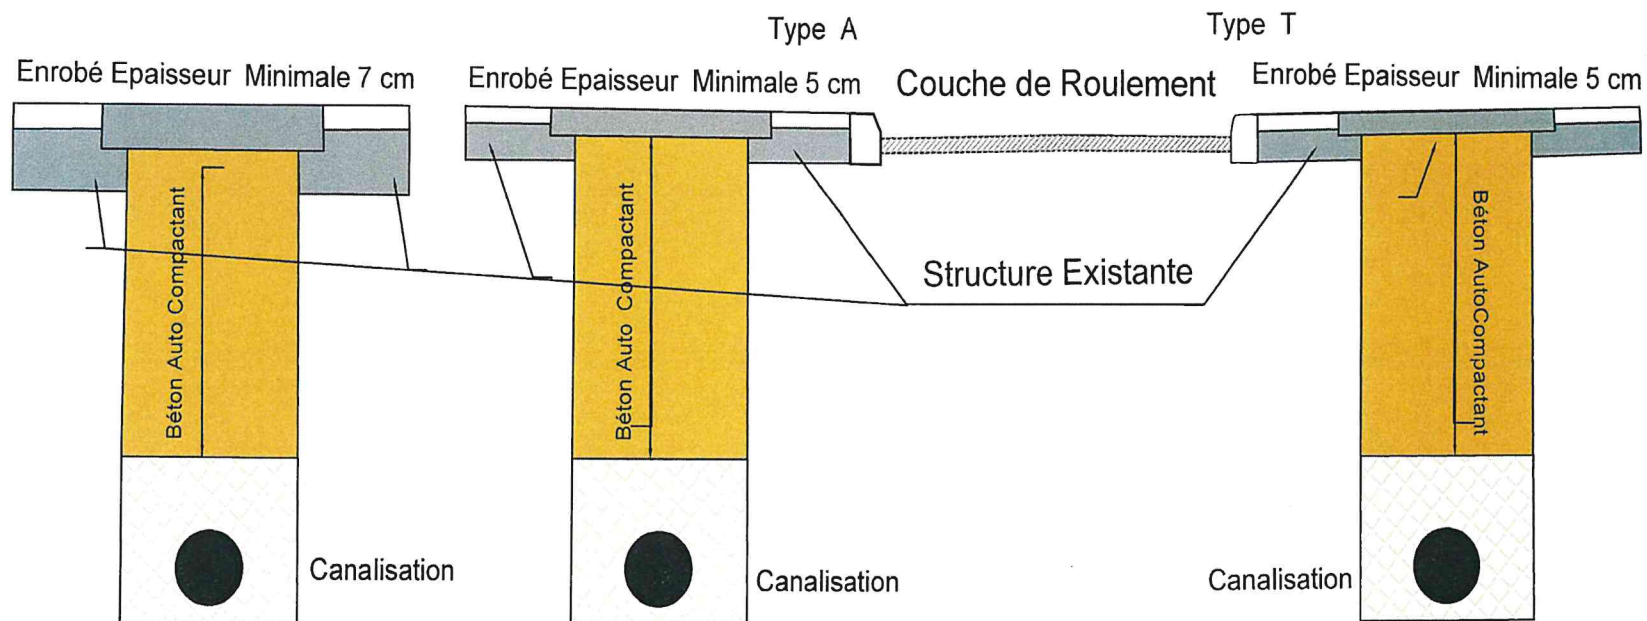 Type A
Type T
Enrobé Epaisseur Minimale 7 cm
Enrobé Epaisseur Minimale 5 cm
Couche de Roulement
Enrobé Epaisseur Minimale 5 cm
Béton Auto Compactant
Béton Auto Compactant
Béton AutoCompactant
Structure Existante
Canalisation
Canalisation
Canalisation